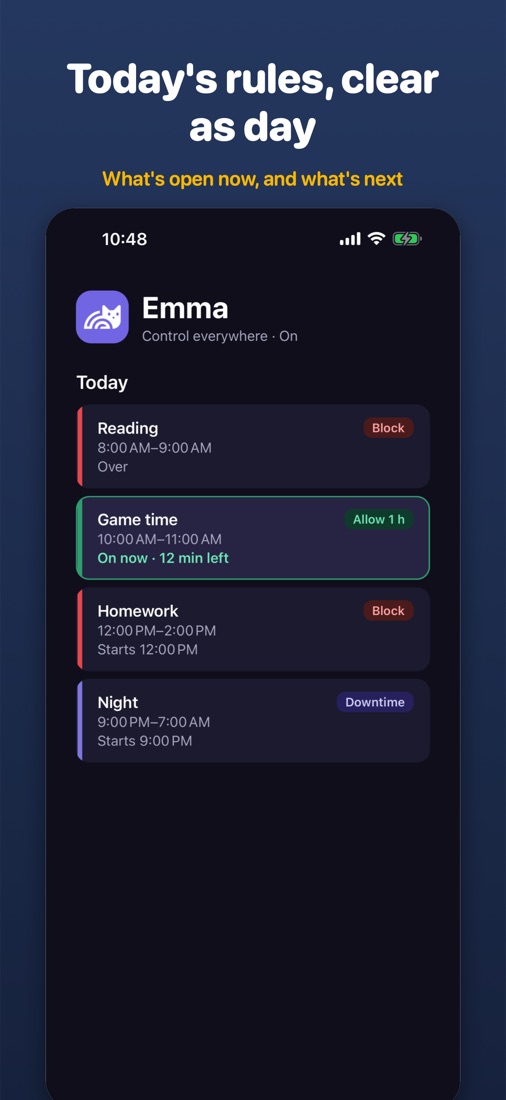 Today's rules, clear
as day
What's open now, and what's next
10:48
Emma
Control everywhere · On
Today
Reading
Block
8:00 AM–9:00 AM
Over
Game time
Allow 1 h
10:00 AM–11:00 AM
On now · 12 min left
Homework
Block
12:00 PM–2:00 PM
Starts 12:00 PM
Night
Downtime
9:00 PM–7:00 AM
Starts 9:00 PM